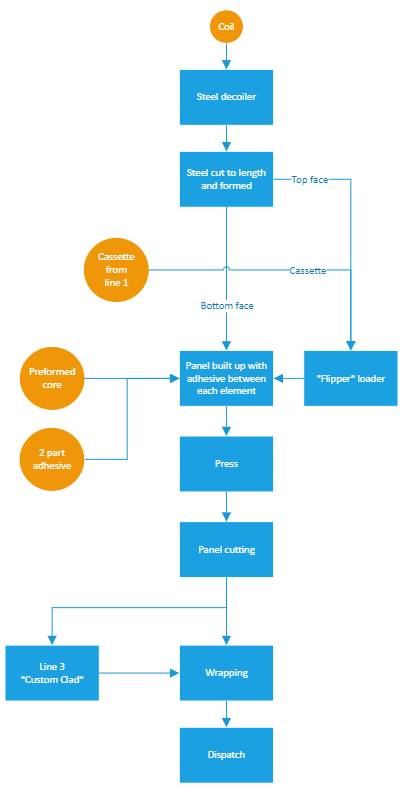 Coil
Steel decoiler
Steel cut to length
and formed
Top face
Cassette
from
line 1
Cassette
Bottom face
Preformed
core
Panel built up with
adhesive between
each element
"Flipper" loader
2 part
adhesive
Press
Panel cutting
Line 3
"Custom Clad"
Wrapping
Dispatch